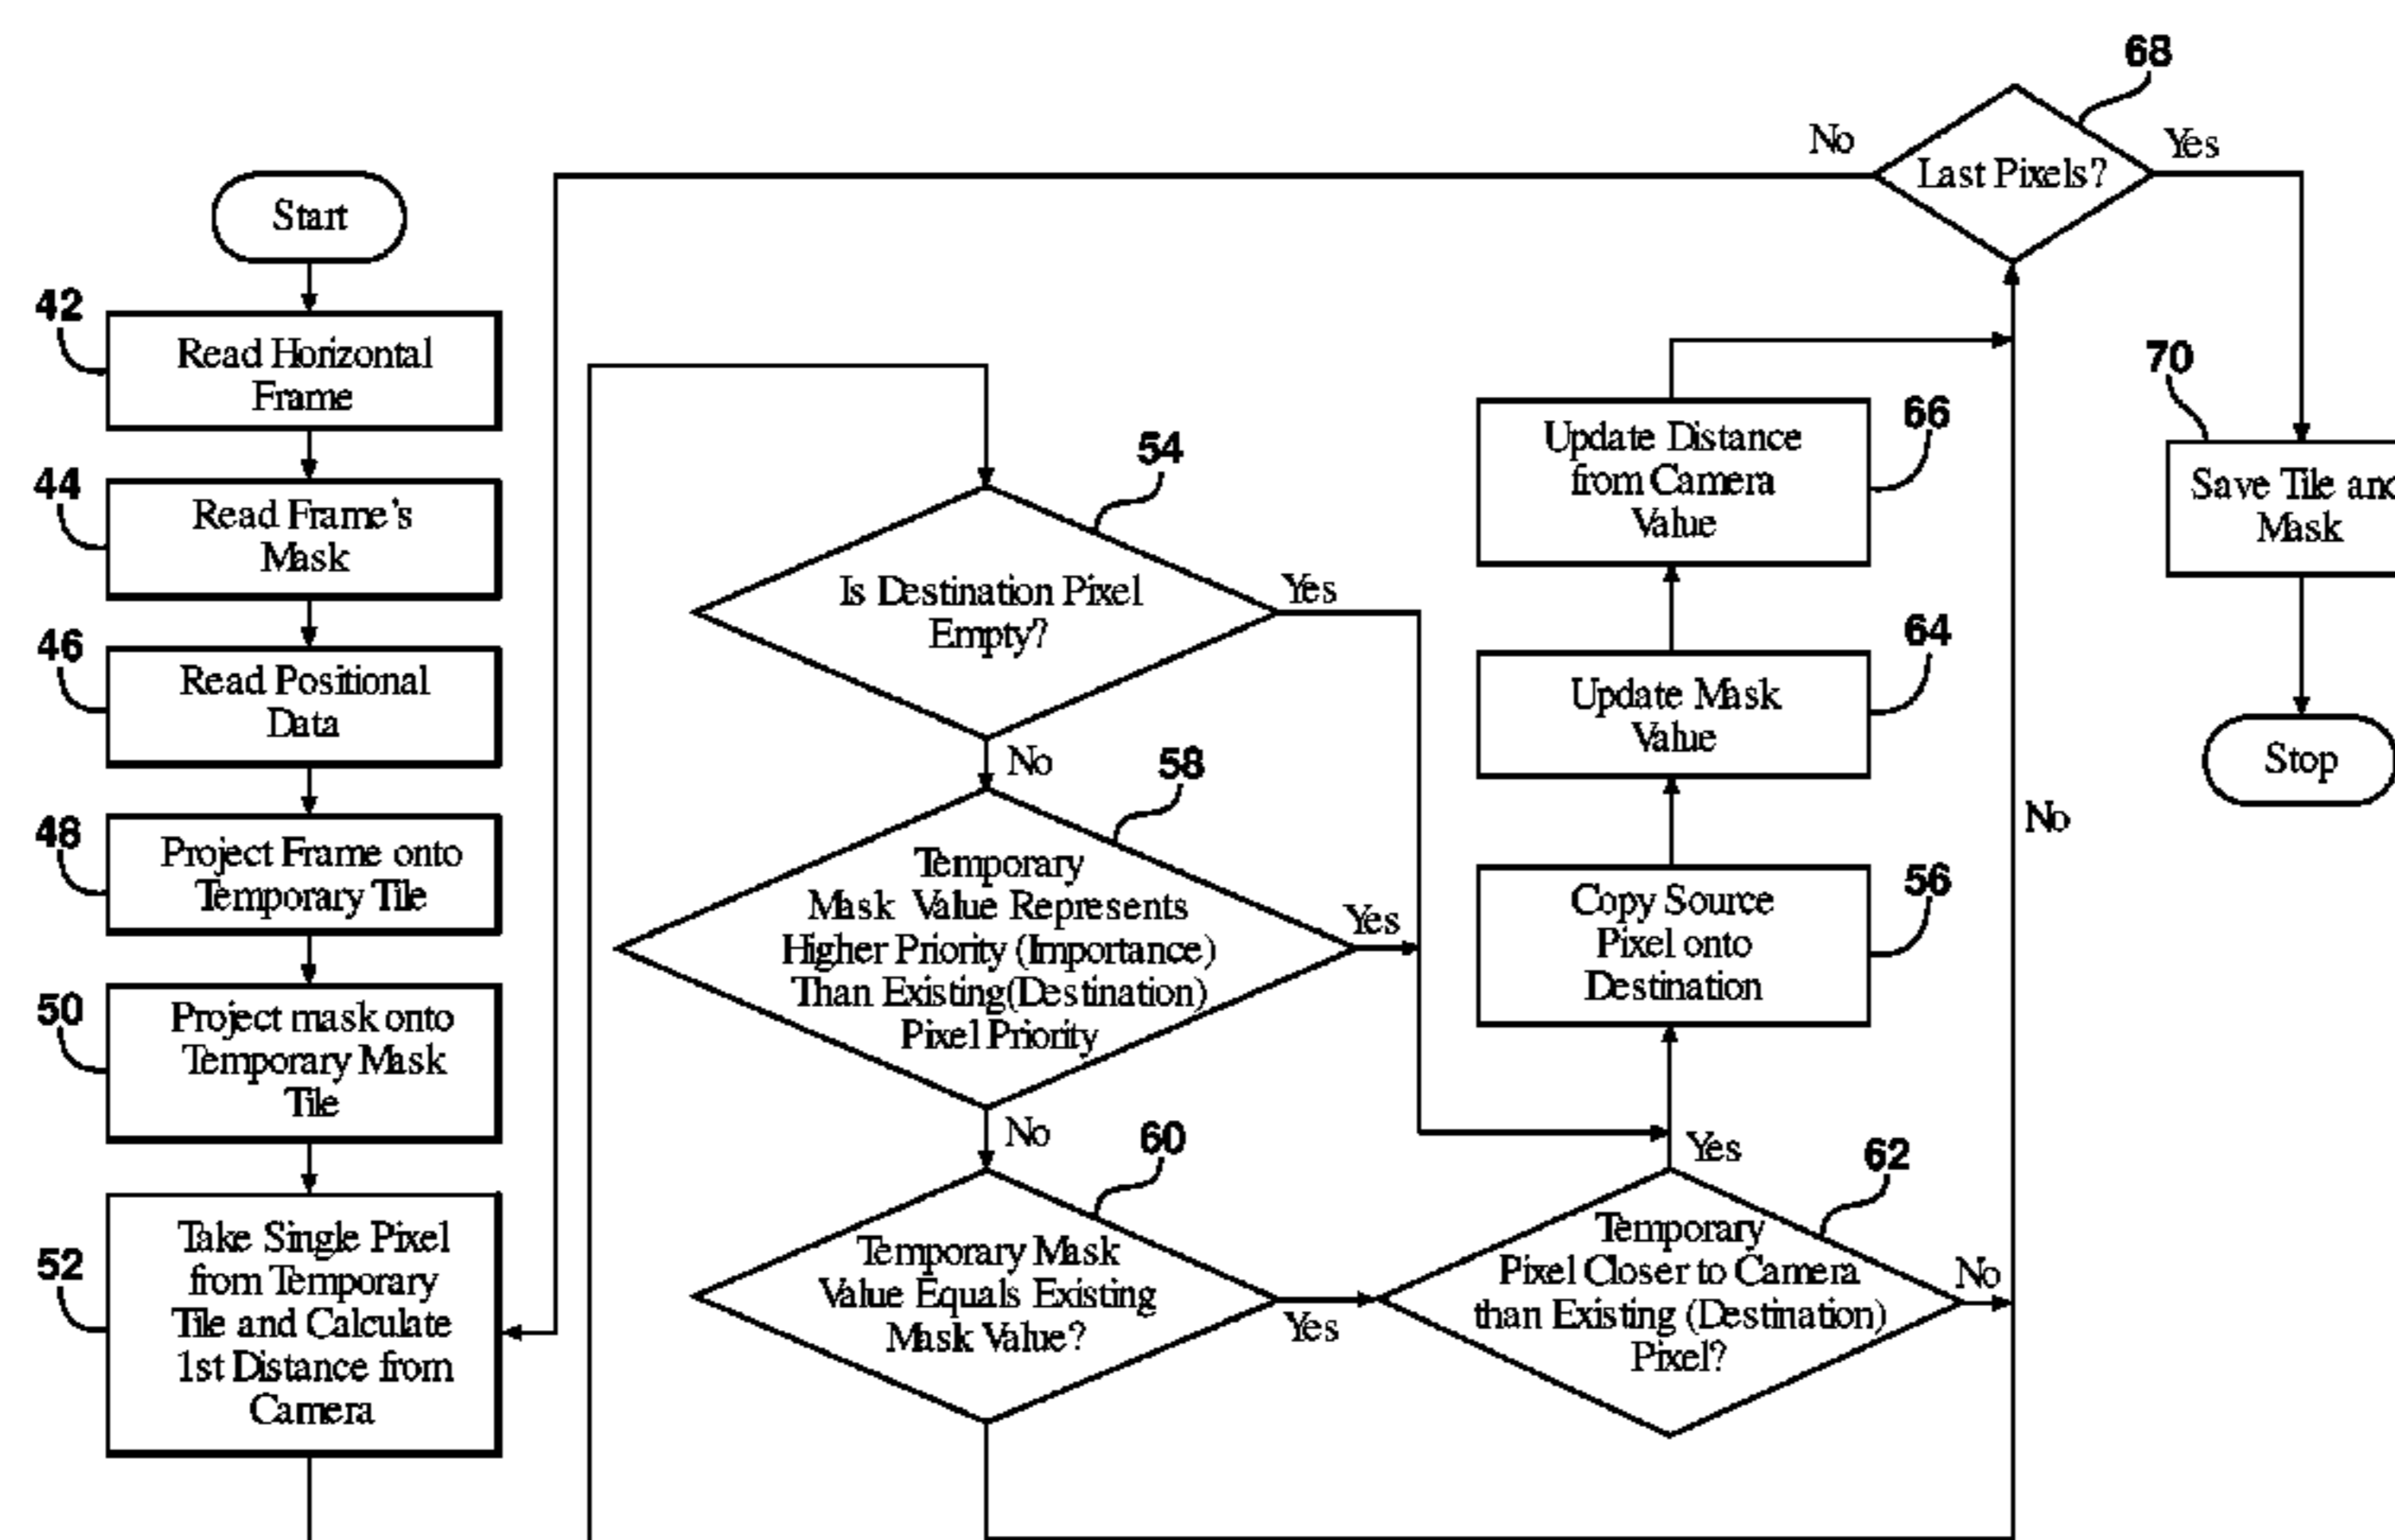 Start
42
Read Horizontal
Frame
44
Read Frame's
Mask
46
Read Positional
Data
48
Project Frame onto
Temporary Tile
50
Project mask onto
Temporary Mask
Tile
52
Take Single Pixel
from Temporary
Tile and Calculate
1st Distance from
Camera
54
Is Destination Pixel
Empty?
Yes
No
58
Temporary
Mask Value Represents
Higher Priority (Importance)
Than Existing(Destination)
Pixel Priority
Yes
No
60
Temporary Mask
Value Equals Existing
Mask Value?
Yes
62
Temporary
Pixel Closer to Camera
than Existing (Destination)
Pixel?
Yes
No
56
Copy Source
Pixel onto
Destination
64
Update Mask
Value
66
Update Distance
from Camera
Value
No
68
Last Pixels?
No
Yes
70
Save Tile and
Mask
Stop